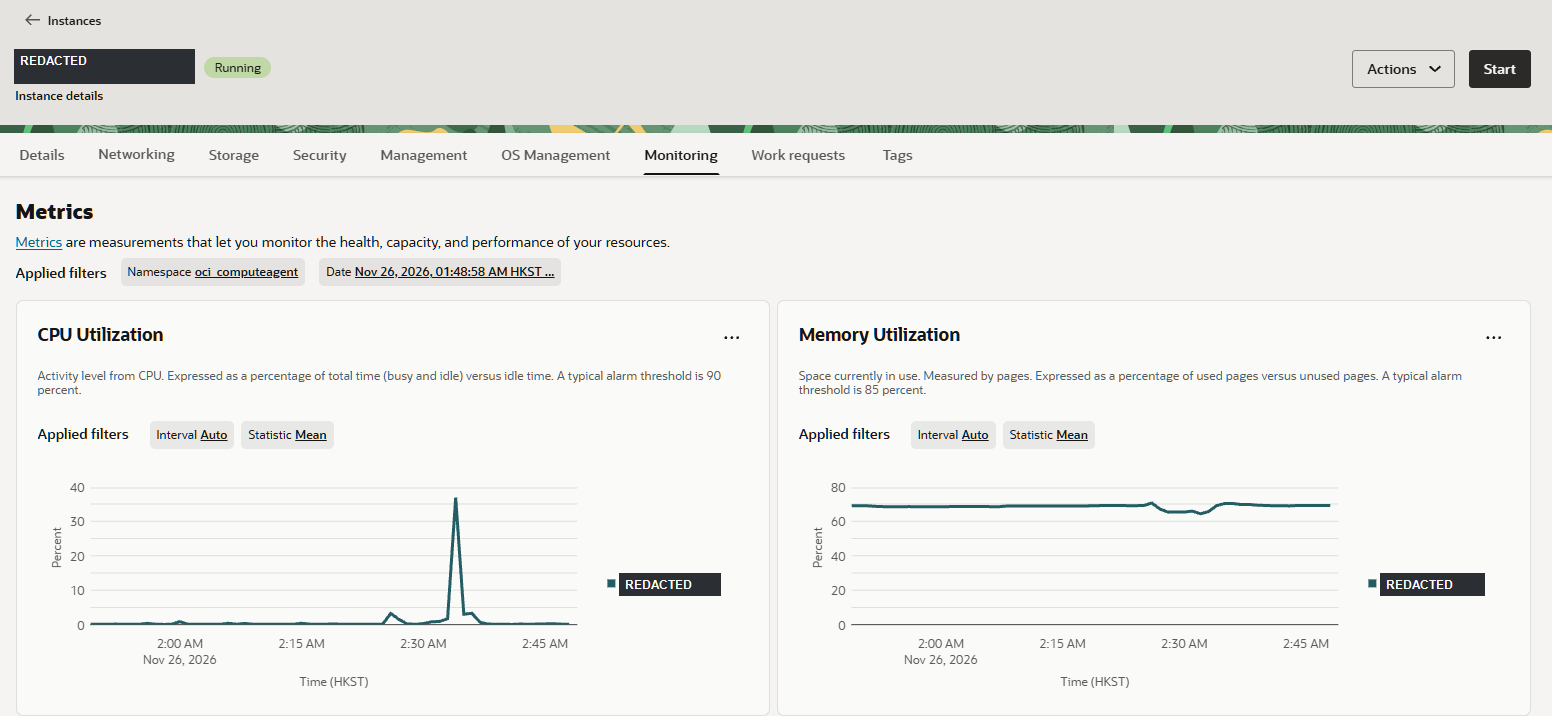 Instances
REDACTED
Running
Actions
Start
Instance details
Details Networking Storage Security Management OS Management Monitoring Work requests Tags
Metrics
Metrics are measurements that let you monitor the health, capacity, and performance of your resources.
Applied filters Namespace oci_computeagent Date Nov 26, 2026, 01:48:58 AM HKST ...
CPU Utilization
...
Activity level from CPU. Expressed as a percentage of total time (busy and idle) versus idle time. A typical alarm threshold is 90
percent.
Applied filters Interval Auto Statistic Mean
40
30
20
10
0
Percent
2:00 AM 2:15 AM 2:30 AM 2:45 AM
Nov 26, 2026
Time (HKST)
REDACTED
Memory Utilization
...
Space currently in use. Measured by pages. Expressed as a percentage of used pages versus unused pages. A typical alarm
threshold is 85 percent.
Applied filters Interval Auto Statistic Mean
80
60
40
20
0
Percent
2:00 AM 2:15 AM 2:30 AM 2:45 AM
Nov 26, 2026
Time (HKST)
REDACTED